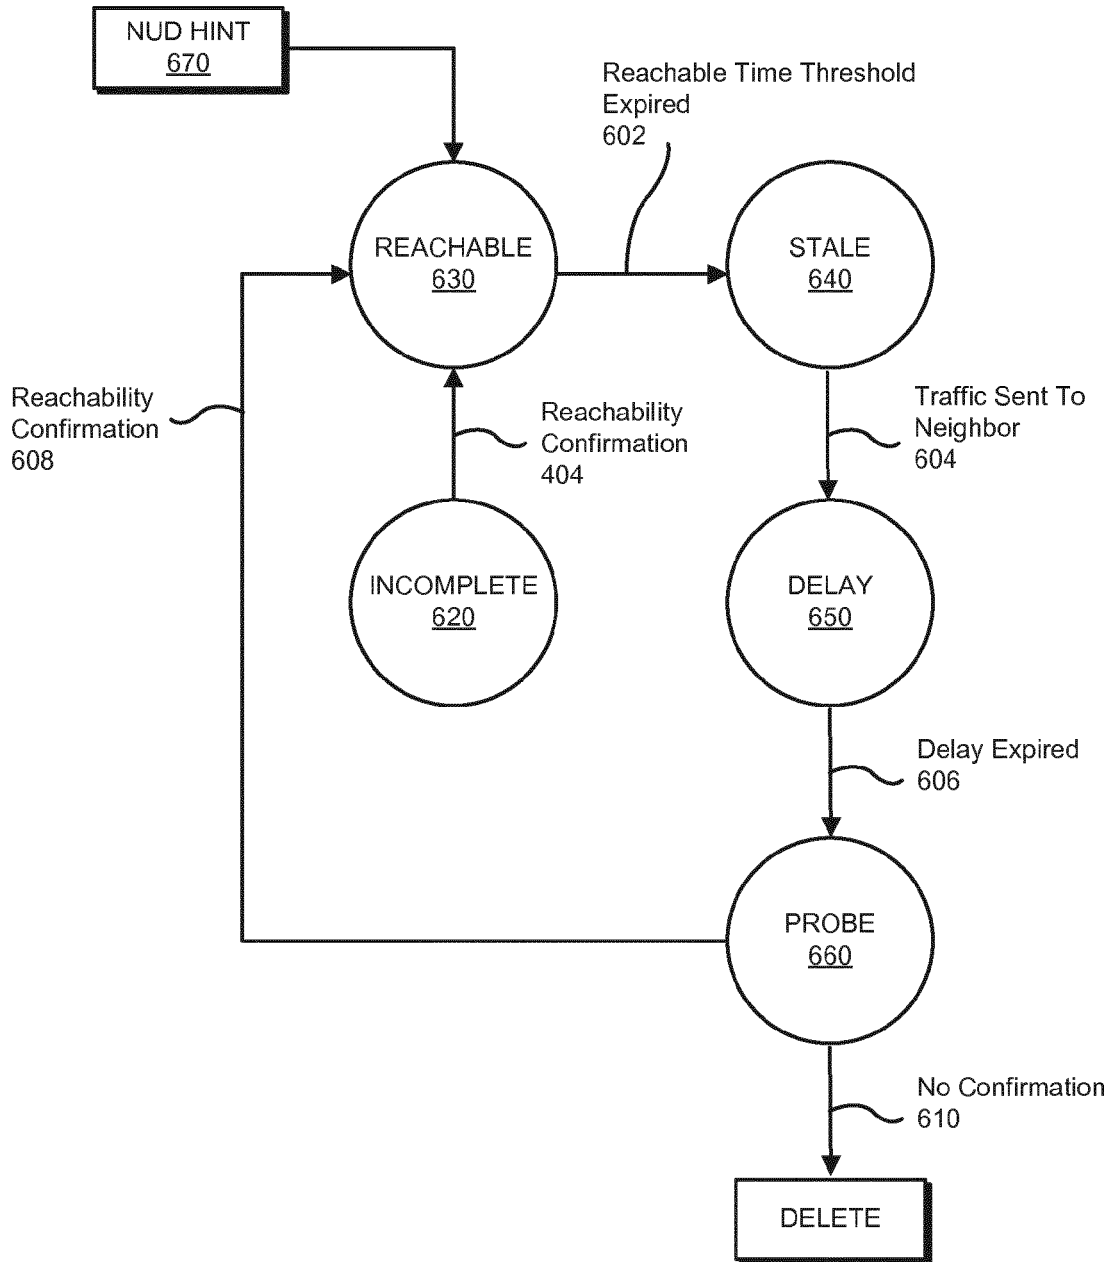 NUD HINT
670
Reachable Time Threshold
Expired
602
REACHABLE
630
STALE
640
Reachability
Confirmation
608
Reachability
Confirmation
404
Traffic Sent To
Neighbor
604
INCOMPLETE
620
DELAY
650
Delay Expired
606
PROBE
660
No Confirmation
610
DELETE